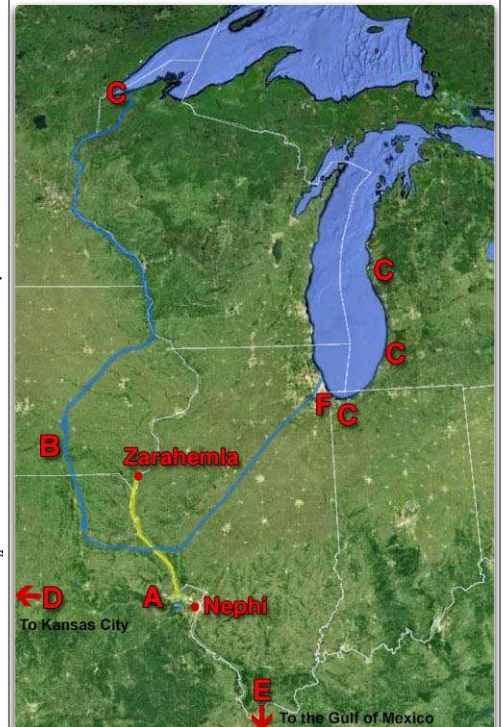 C
C
C
F
C
B
Zarahemla
D
A
Nephi
To Kansas City
E
To the Gulf of Mexico